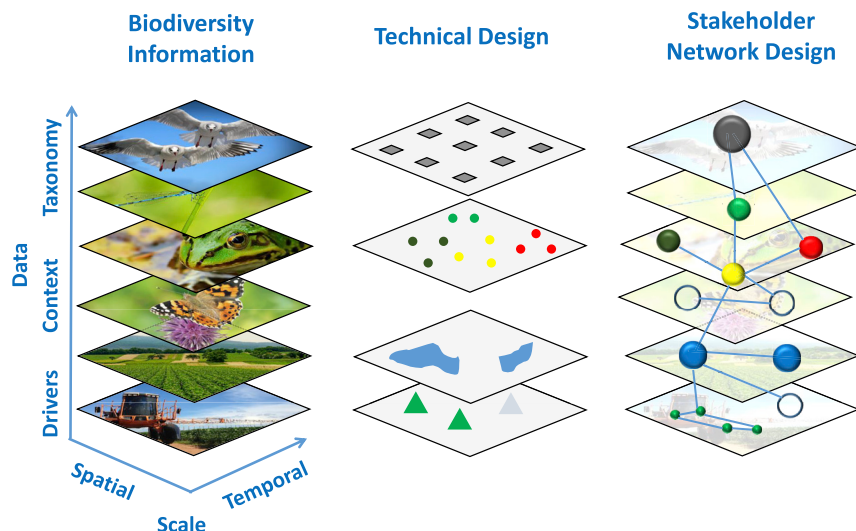 Biodiversity
Information
Technical Design
Stakeholder
Network Design
Taxonomy
Data
Context
Drivers
Spatial
Temporal
Scale